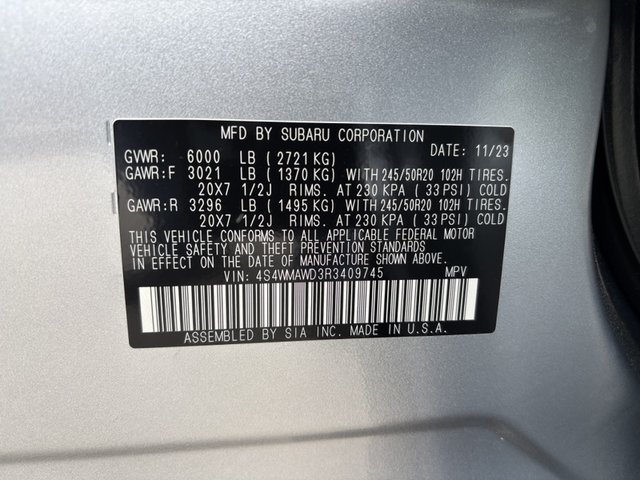 MFD BY SUBARU CORPORATION
GVWR: 6000 LB (2721 KG) DATE: 11/23
GAWR:F 3021 LB (1370 KG) WITH 245/50R20 102H TIRES.
20X7 1/2J RIMS. AT 230 KPA (33 PSI) COLD
GAWR:R 3296 LB (1495 KG) WITH 245/50R20 102H TIRES.
20X7 1/2J RIMS. AT 230 KPA (33 PSI) COLD
THIS VEHICLE CONFORMS TO ALL APPLICABLE FEDERAL MOTOR
VEHICLE SAFETY AND THEFT PREVENTION STANDARDS
IN EFFECT ON THE DATE OF MANUFACTURE SHOWN ABOVE.
VIN: 4S4WMAWD3R3409745 MPV
ASSEMBLED BY SIA INC. MADE IN U.S.A.